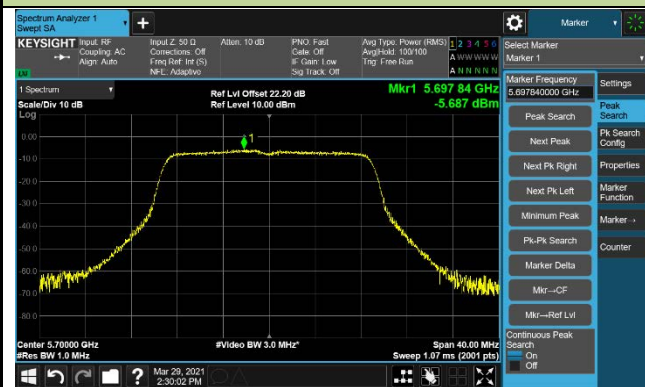 Spectrum Analyzer 1
Swept SA
+
Marker
KEYSIGHT
Input: RF
Coupling: AC
Align: Auto
Input Z: 50 Ω
Corrections: Off
Freq Ref: Int (S)
NFE: Adaptive
Atten: 10 dB
PNO: Fast
Gate: Off
IF Gain: Low
Sig Track: Off
Avg Type: Power (RMS)
Avg|Hold: 100/100
Trig: Free Run
1 2 3 4 5 6
A W W W W W
A N N N N N
LXI
Select Marker
Marker 1
1 Spectrum
Scale/Div 10 dB
Log
Ref Lvl Offset 22.20 dB
Ref Level 10.00 dBm
Mkr1 5.697 84 GHz
-5.687 dBm
1
0.00
-10.0
-20.0
-30.0
-40.0
-50.0
-60.0
-70.0
-80.0
Center 5.70000 GHz
#Res BW 1.0 MHz
#Video BW 3.0 MHz*
Span 40.00 MHz
Sweep 1.07 ms (2001 pts)
Marker Frequency
5.697840000 GHz
Peak Search
Next Peak
Next Pk Right
Next Pk Left
Minimum Peak
Pk-Pk Search
Marker Delta
Mkr→CF
Mkr→Ref Lvl
Continuous Peak
Search
On
Off
Settings
Peak
Search
Pk Search
Config
Properties
Marker
Function
Marker→
Counter
?
Mar 29, 2021
2:30:02 PM